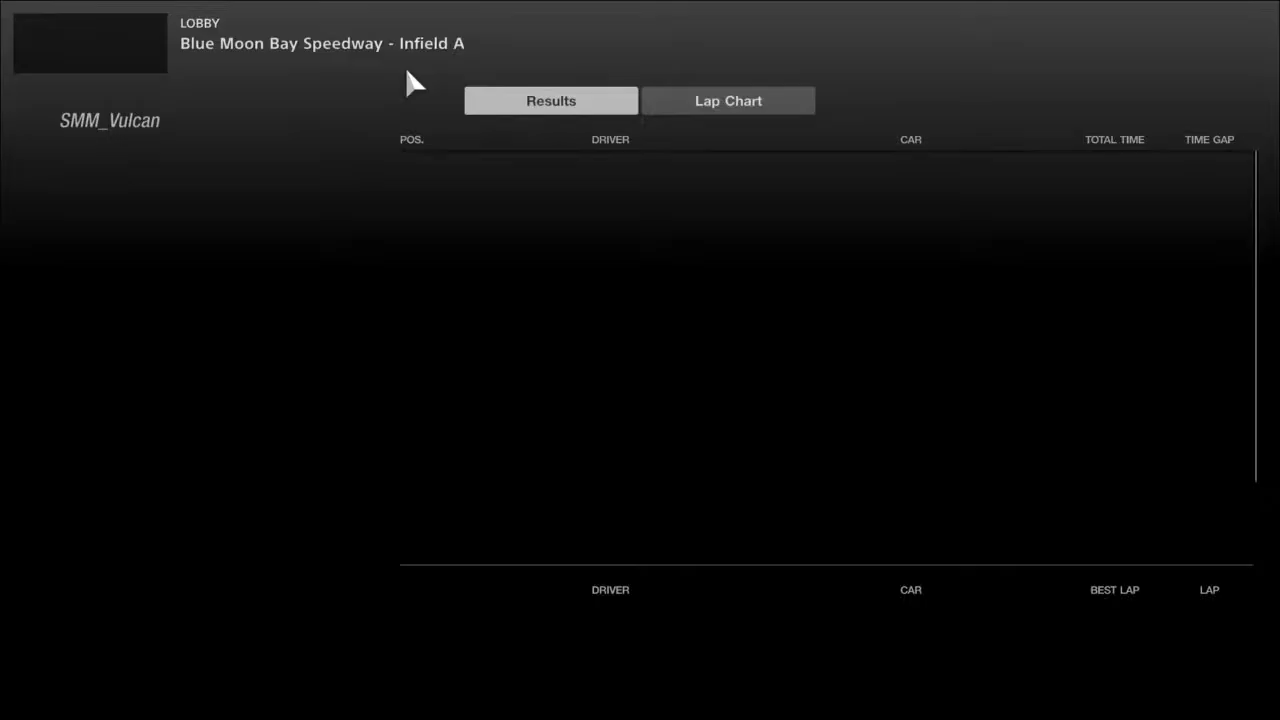 LOBBY
Blue Moon Bay Speedway - Infield A
Results Lap Chart
SMM_Vulcan
POS. DRIVER CAR TOTAL TIME TIME GAP
DRIVER CAR BEST LAP LAP